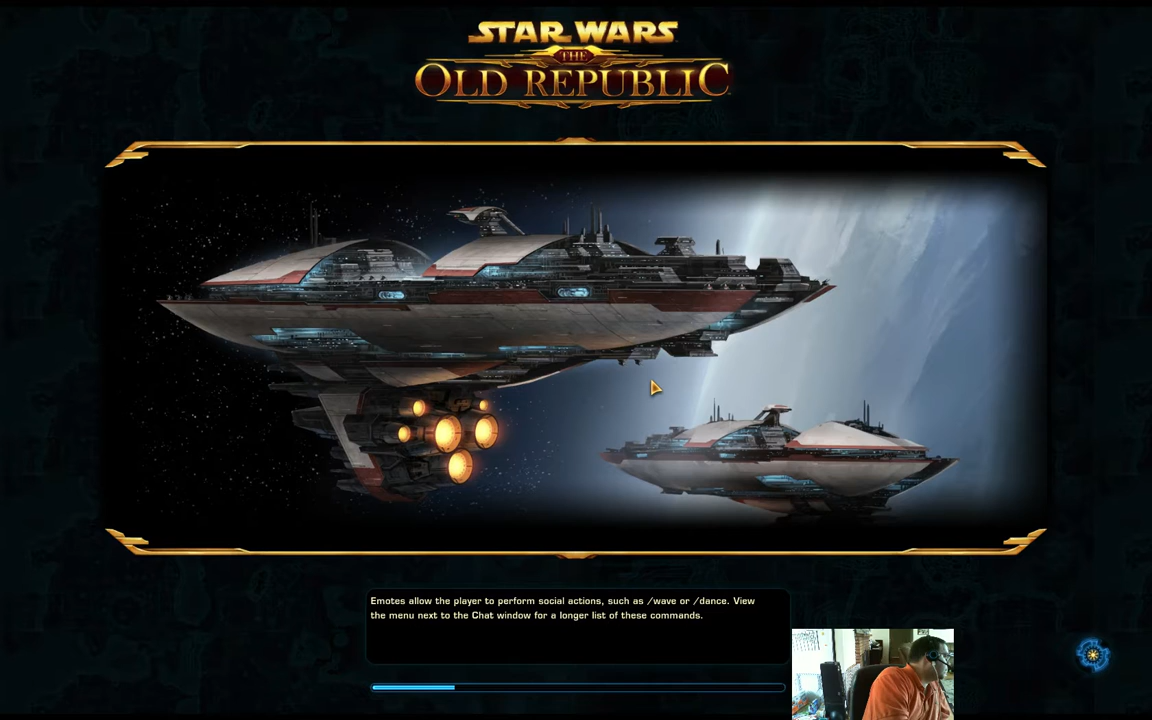 STAR WARS
THE
OLD REPUBLIC
Emotes allow the player to perform social actions, such as /wave or /dance. View
the menu next to the Chat window for a longer list of these commands.